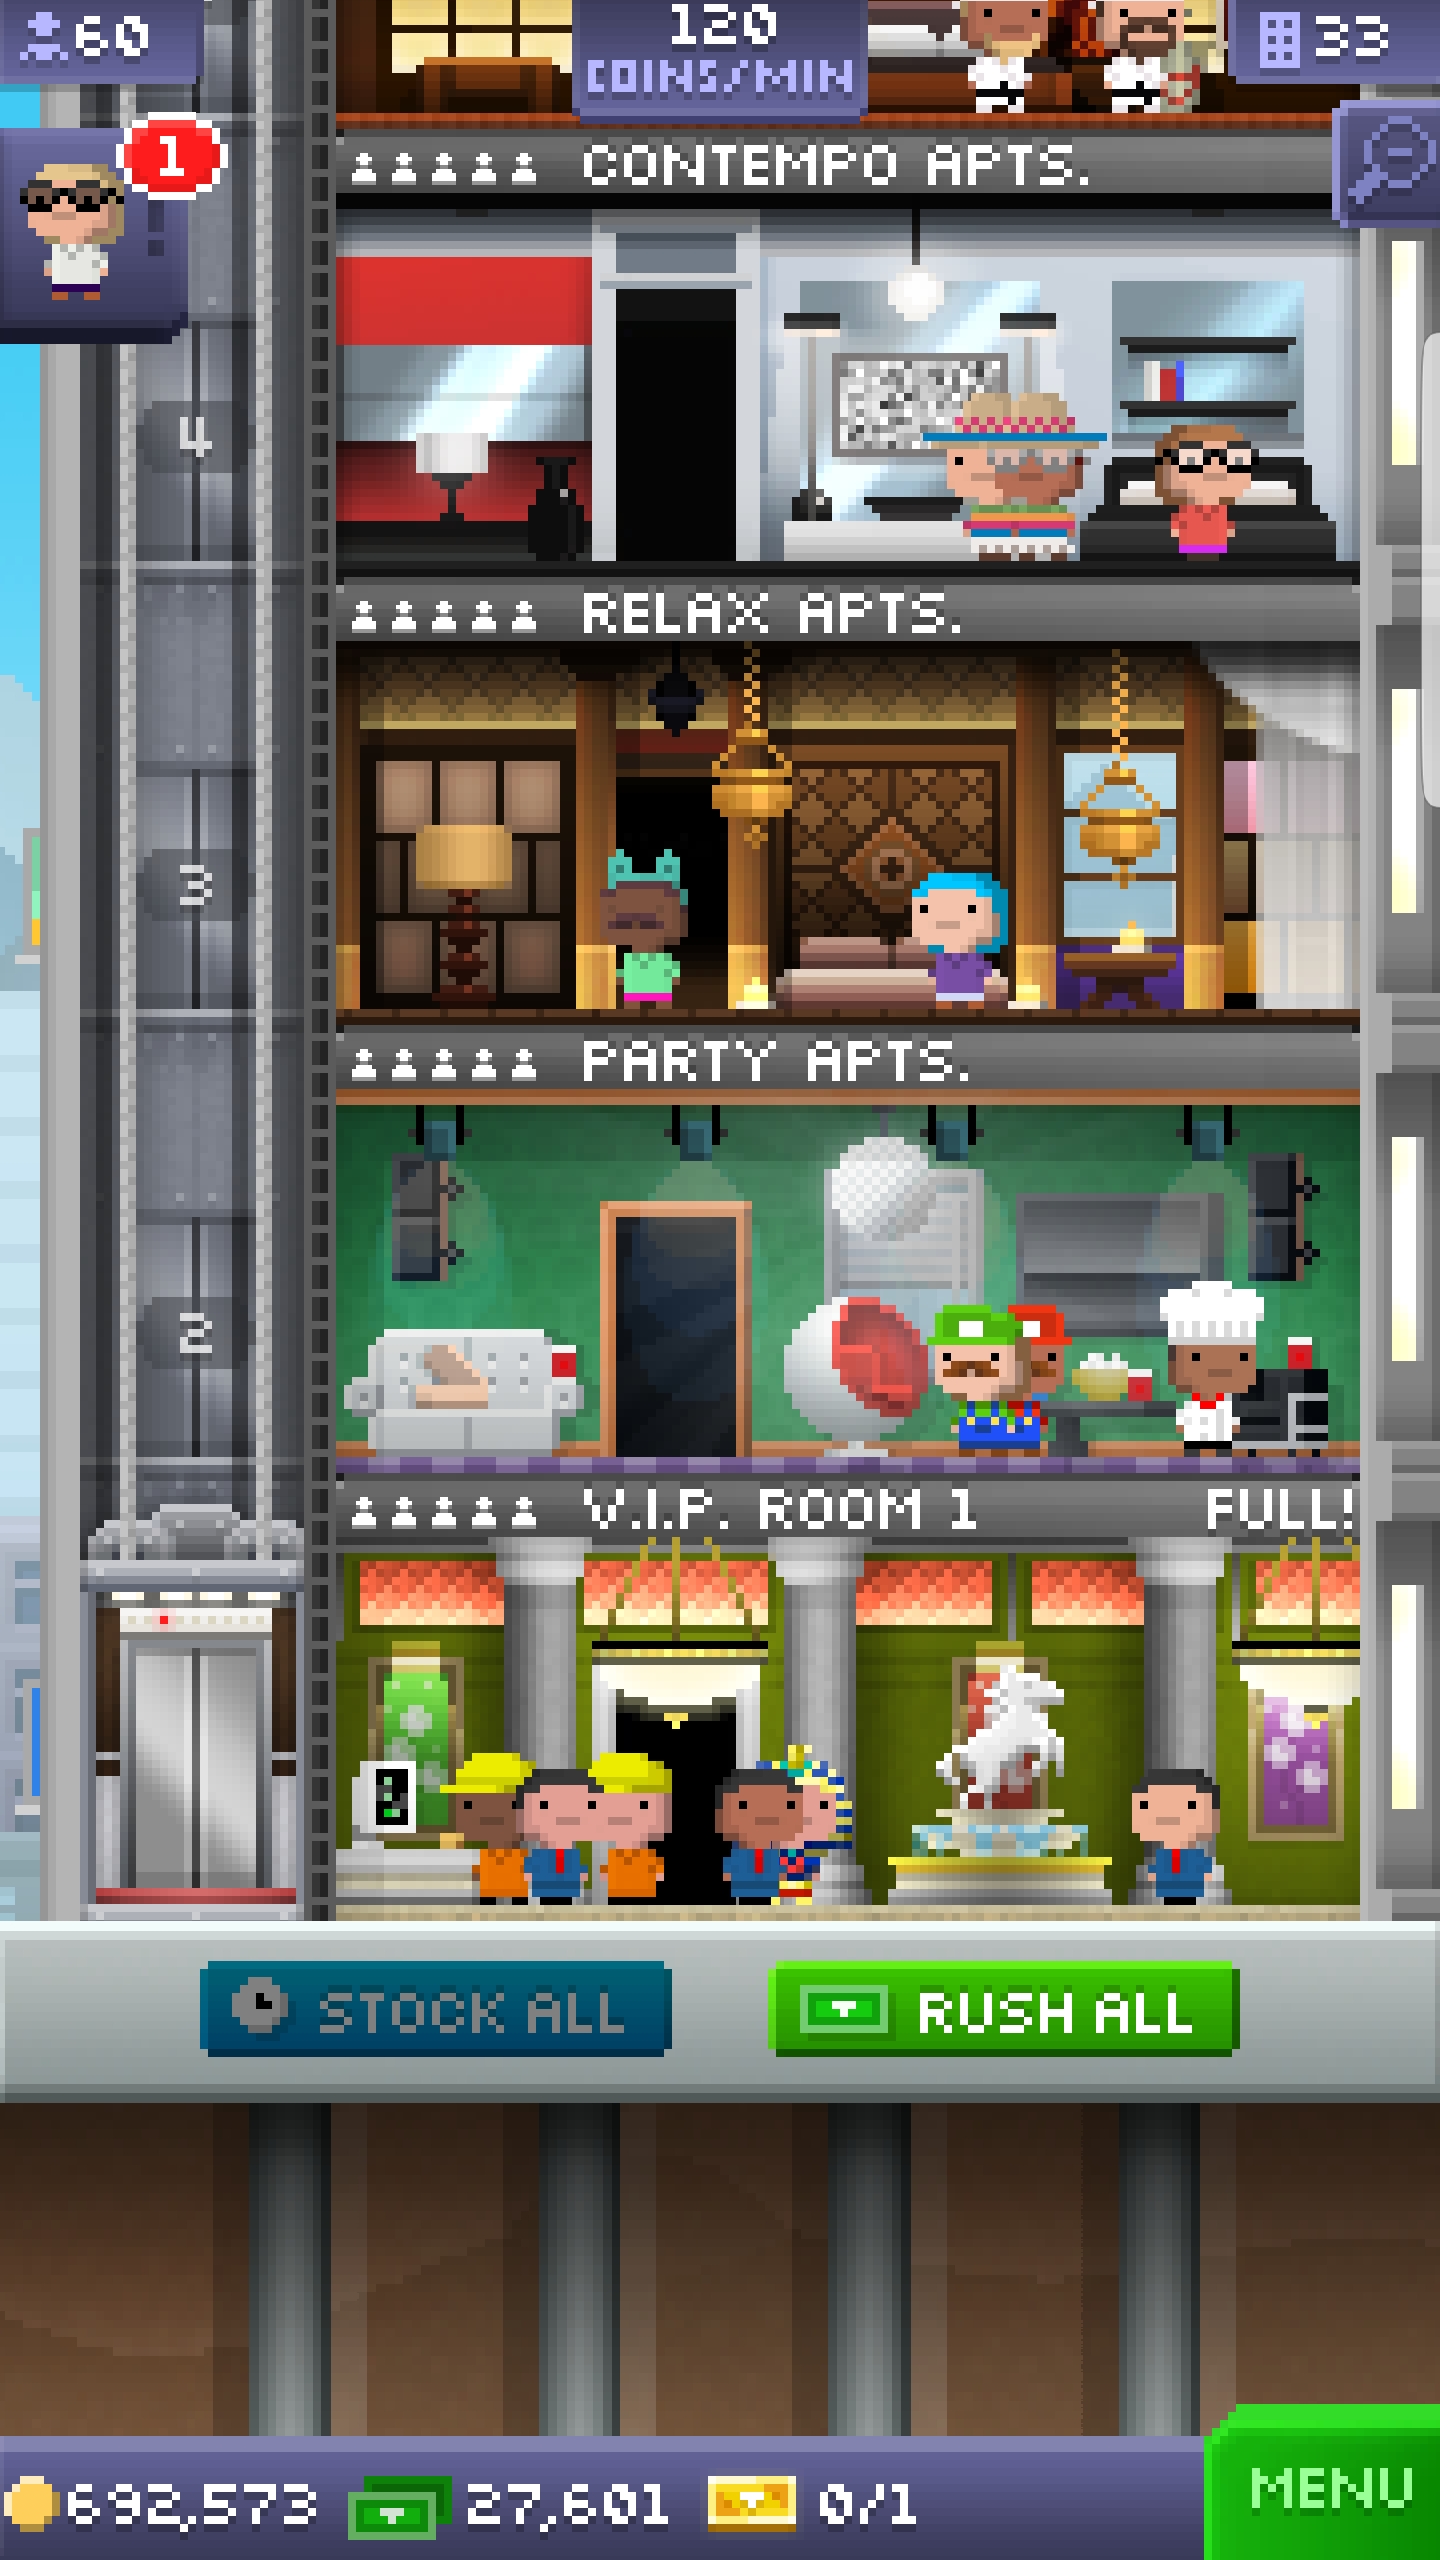 60
120
COINS/MIN
33
1
!
CONTEMPO APTS.
4
RELAX APTS.
3
PARTY APTS.
2
V.I.P. ROOM 1 FULL!
STOCK ALL
RUSH ALL
692,573
27,601
0/1
MENU